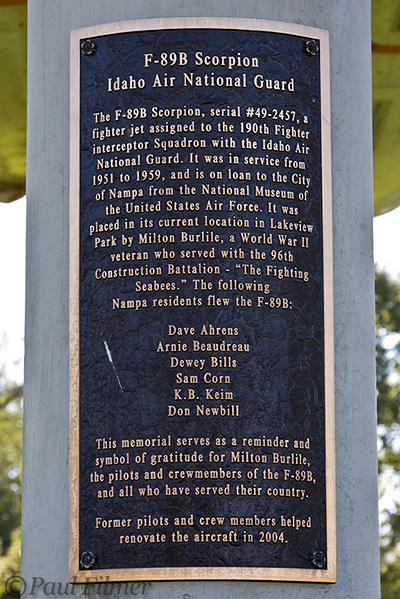 F-89B Scorpion
Idaho Air National Guard
The F-89B Scorpion, serial #49-2457, a
fighter jet assigned to the 190th Fighter
interceptor Squadron with the Idaho Air
National Guard. It was in service from
1951 to 1959, and is on loan to the City
of Nampa from the National Museum of
the United States Air Force. It was
placed in its current location in Lakeview
Park by Milton Burlile, a World War II
veteran who served with the 96th
Construction Battalion - "The Fighting
Seabees." The following
Nampa residents flew the F-89B:
Dave Ahrens
Arnie Beaudreau
Dewey Bills
Sam Corn
K.B. Keim
Don Newbill
This memorial serves as a reminder and
symbol of gratitude for Milton Burlile,
the pilots and crewmembers of the F-89B,
and all who have served their country.
Former pilots and crew members helped
renovate the aircraft in 2004.
©Paul Filmer